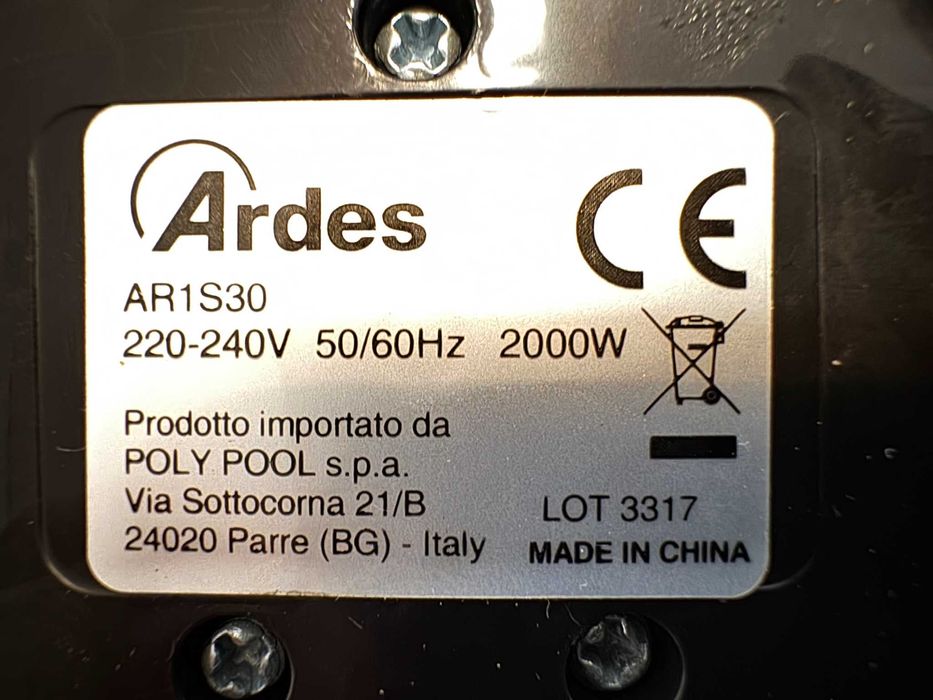 Ardes
CE
AR1S30
220-240V 50/60Hz 2000W
Prodotto importato da
POLY POOL s.p.a.
Via Sottocorna 21/B
24020 Parre (BG) - Italy
LOT 3317
MADE IN CHINA